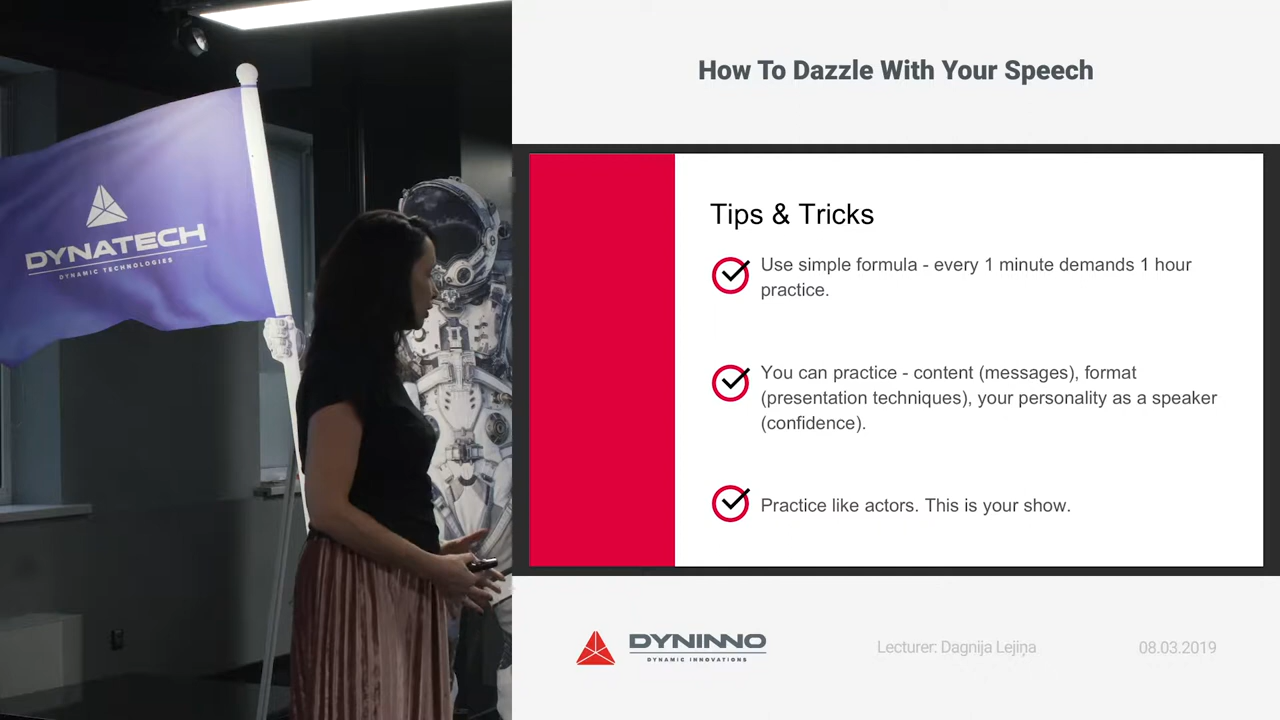 How To Dazzle With Your Speech
DYNATECH
DYNAMIC TECHNOLOGIES
Tips & Tricks
Use simple formula - every 1 minute demands 1 hour
practice.
You can practice - content (messages), format
(presentation techniques), your personality as a speaker
(confidence).
Practice like actors. This is your show.
DYNINNO
DYNAMIC INNOVATIONS
Lecturer: Dagnija Lejiņa
08.03.2019